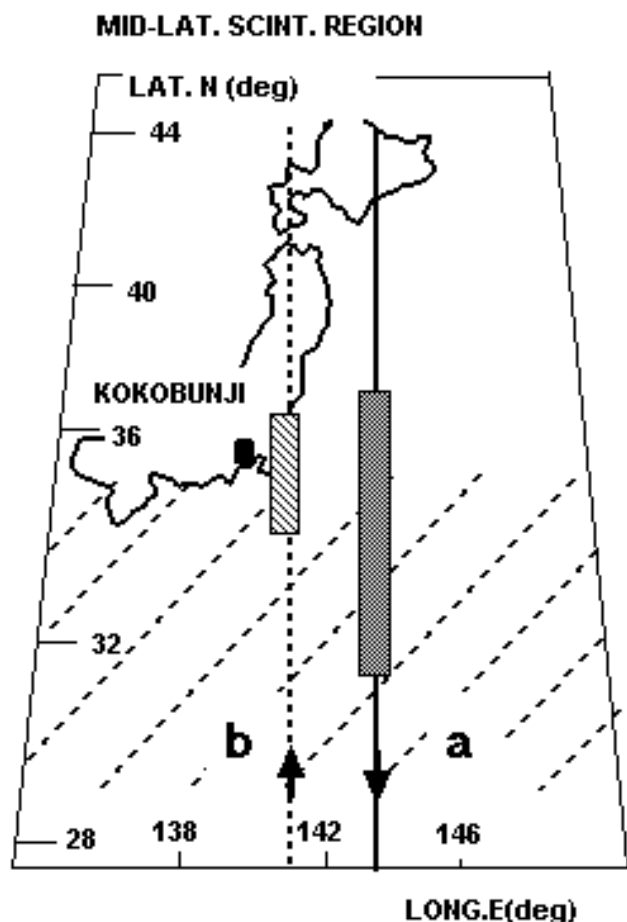 MID-LAT. SCINT. REGION
LAT. N (deg)
44
40
KOKOBUNJI
36
32
b
a
28
138
142
146
LONG.E(deg)